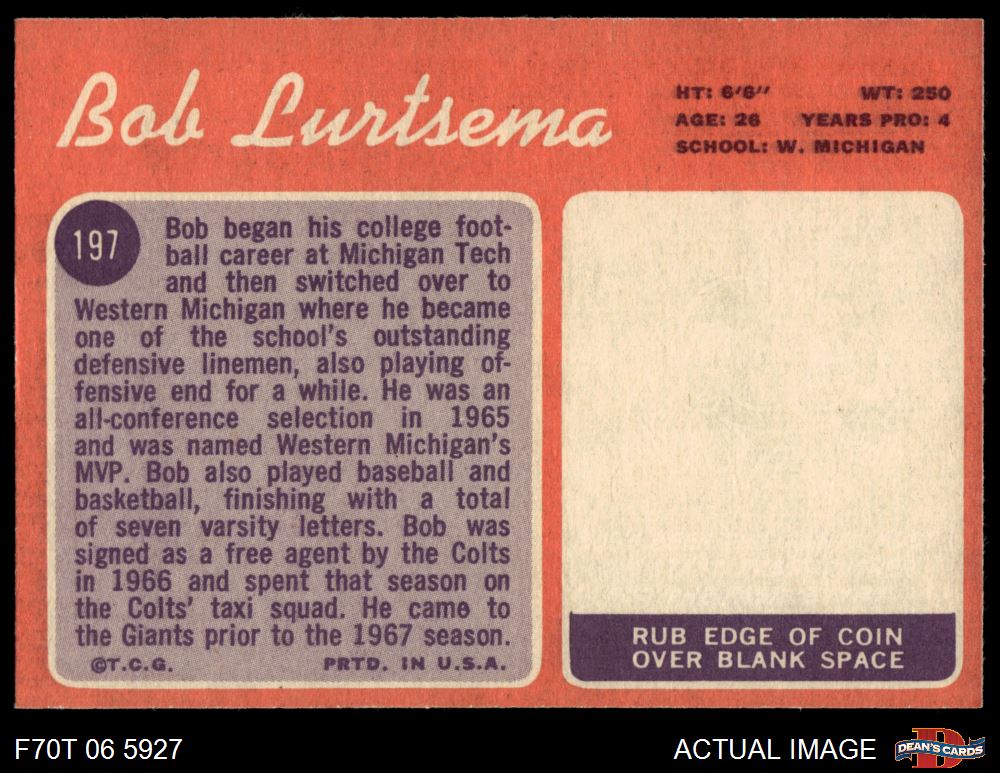 Bob Lurtsema
HT: 6'6" WT: 250
AGE: 26 YEARS PRO: 4
SCHOOL: W. MICHIGAN
197
Bob began his college foot-
ball career at Michigan Tech
and then switched over to
Western Michigan where he became
one of the school's outstanding
defensive linemen, also playing of-
fensive end for a while. He was an
all-conference selection in 1965
and was named Western Michigan's
MVP. Bob also played baseball and
basketball, finishing with a total
of seven varsity letters. Bob was
signed as a free agent by the Colts
in 1966 and spent that season on
the Colts' taxi squad. He came to
the Giants prior to the 1967 season.
©T.C.G. PRTD. IN U.S.A.
RUB EDGE OF COIN
OVER BLANK SPACE
F70T 06 5927
ACTUAL IMAGE
D
DEAN'S CARDS